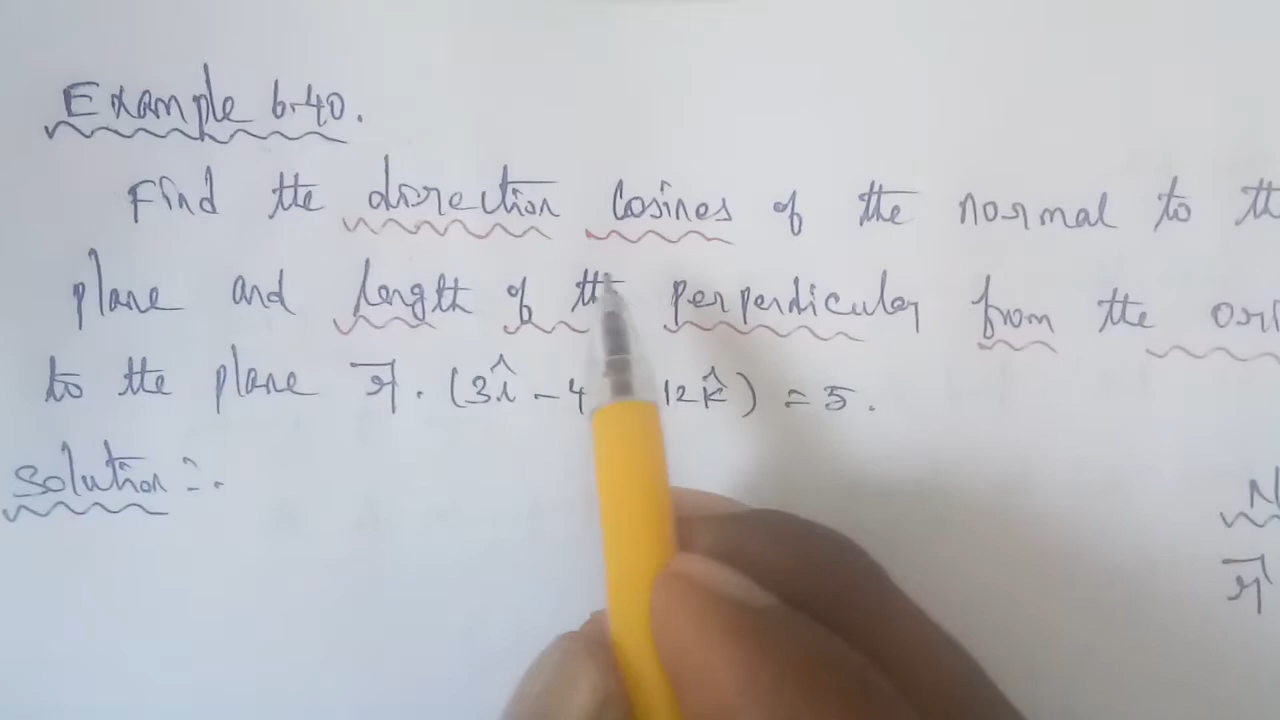 Example 6.40.
Find the direction Cosines of the normal to
plane and length of the perpendicular from the
to the plane r⃗. (3î - 4 12k̂) = 5.
Solution :-
r⃗